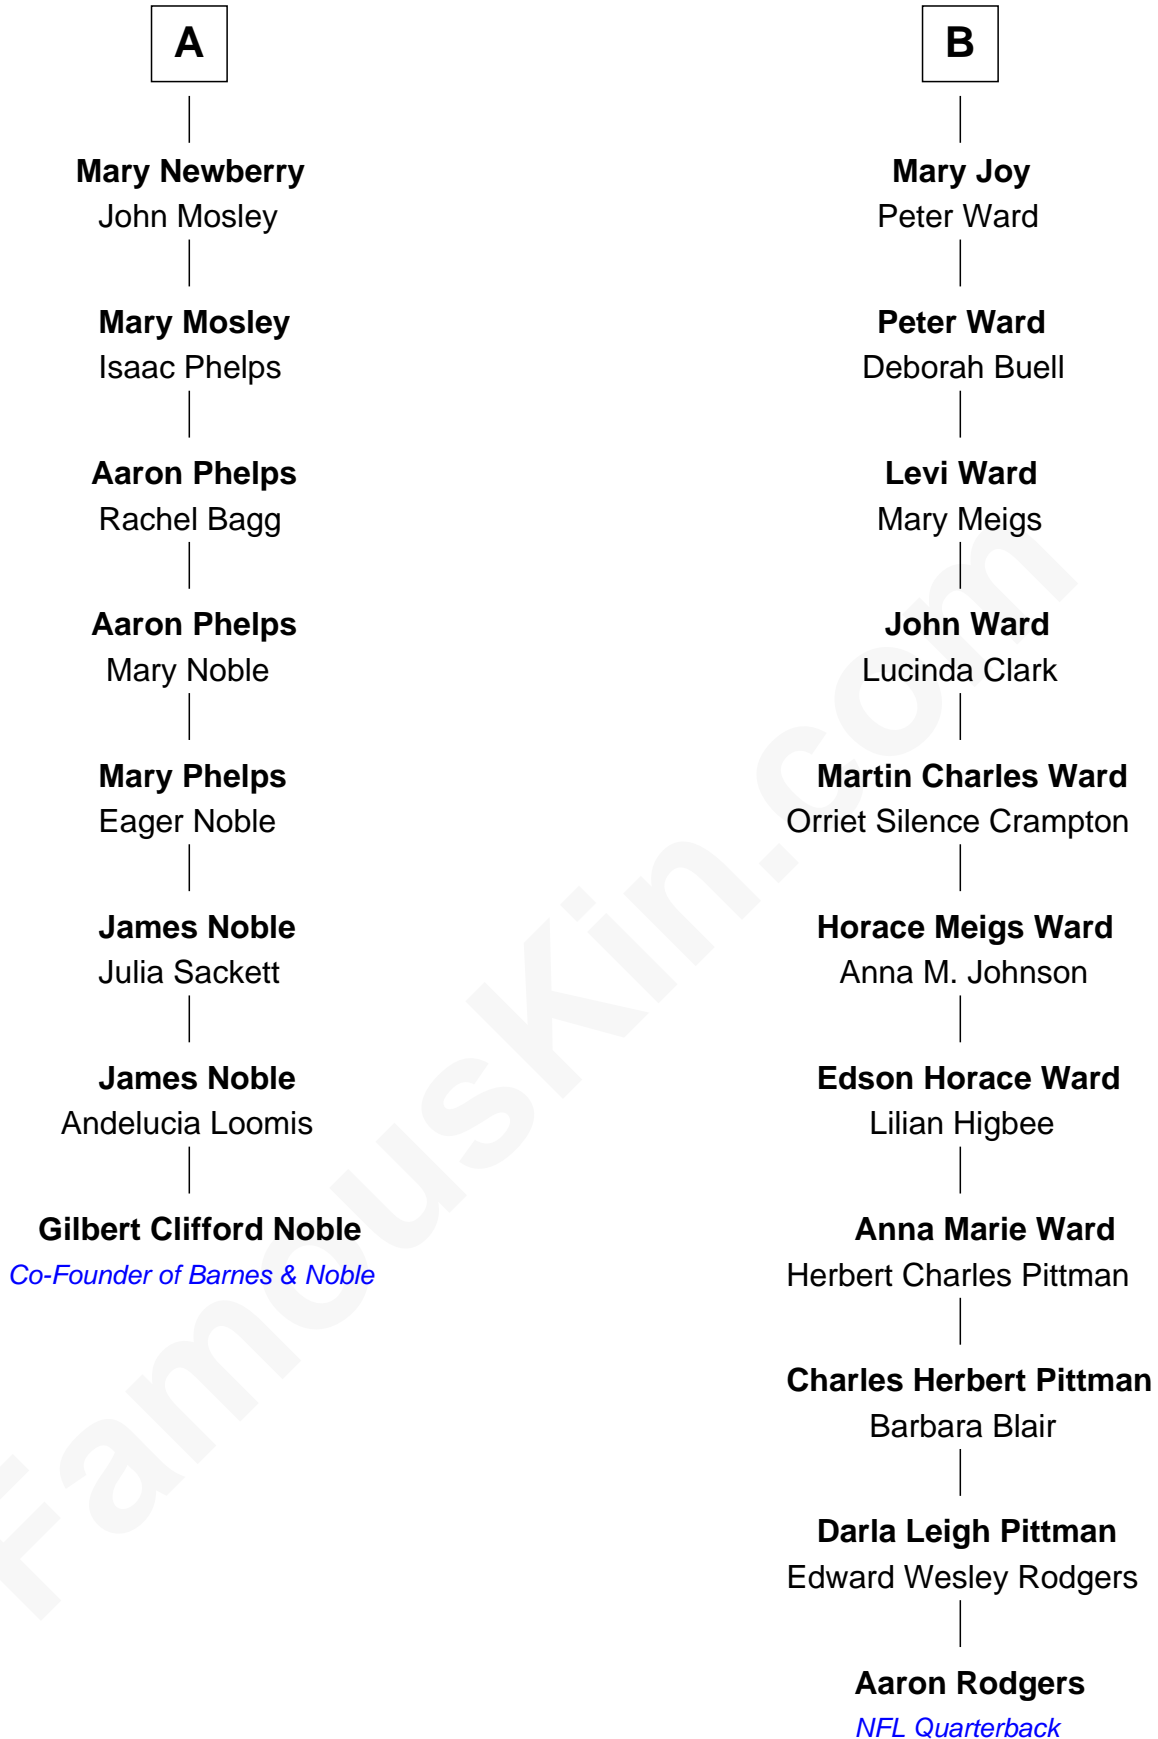 A
Mary Newberry
John Mosley
Mary Mosley
Isaac Phelps
Aaron Phelps
Rachel Bagg
Aaron Phelps
Mary Noble
Mary Phelps
Eager Noble
James Noble
Julia Sackett
James Noble
Andelucia Loomis
Gilbert Clifford Noble
Co-Founder of Barnes & Noble
B
Mary Joy
Peter Ward
Peter Ward
Deborah Buell
Levi Ward
Mary Meigs
John Ward
Lucinda Clark
Martin Charles Ward
Orriet Silence Crampton
Horace Meigs Ward
Anna M. Johnson
Edson Horace Ward
Lilian Higbee
Anna Marie Ward
Herbert Charles Pittman
Charles Herbert Pittman
Barbara Blair
Darla Leigh Pittman
Edward Wesley Rodgers
Aaron Rodgers
NFL Quarterback
FamousKin.com